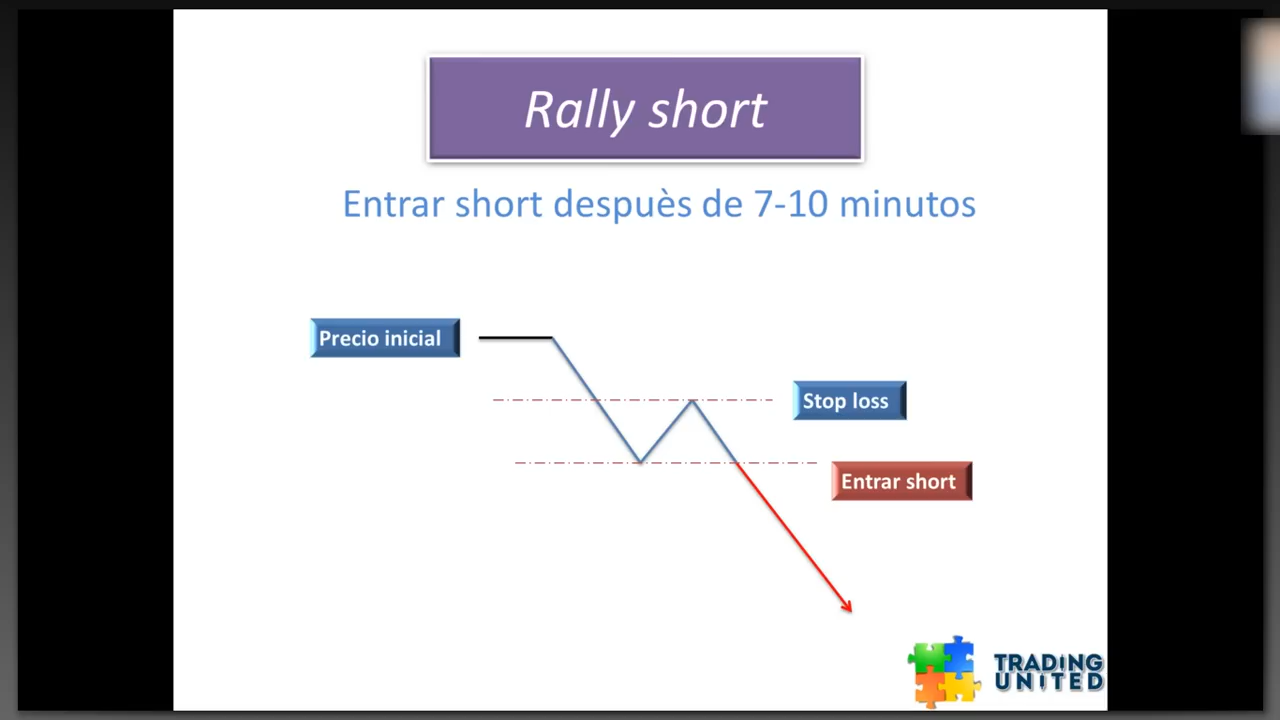 Rally short
Entrar short despuès de 7-10 minutos
Precio inicial
Stop loss
Entrar short
TRADING
UNITED